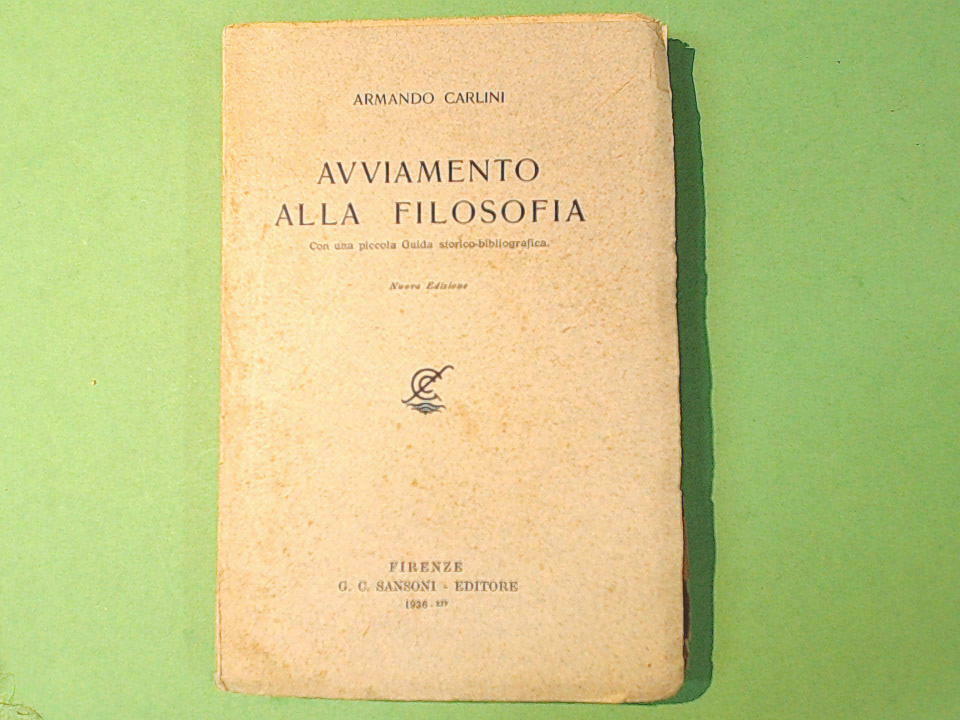 ARMANDO CARLINI
AVVIAMENTO
ALLA FILOSOFIA
Con una piccola Guida storico-bibliografica.
Nuova Edizione
FIRENZE
G. C. SANSONI - EDITORE
1936 - XIV